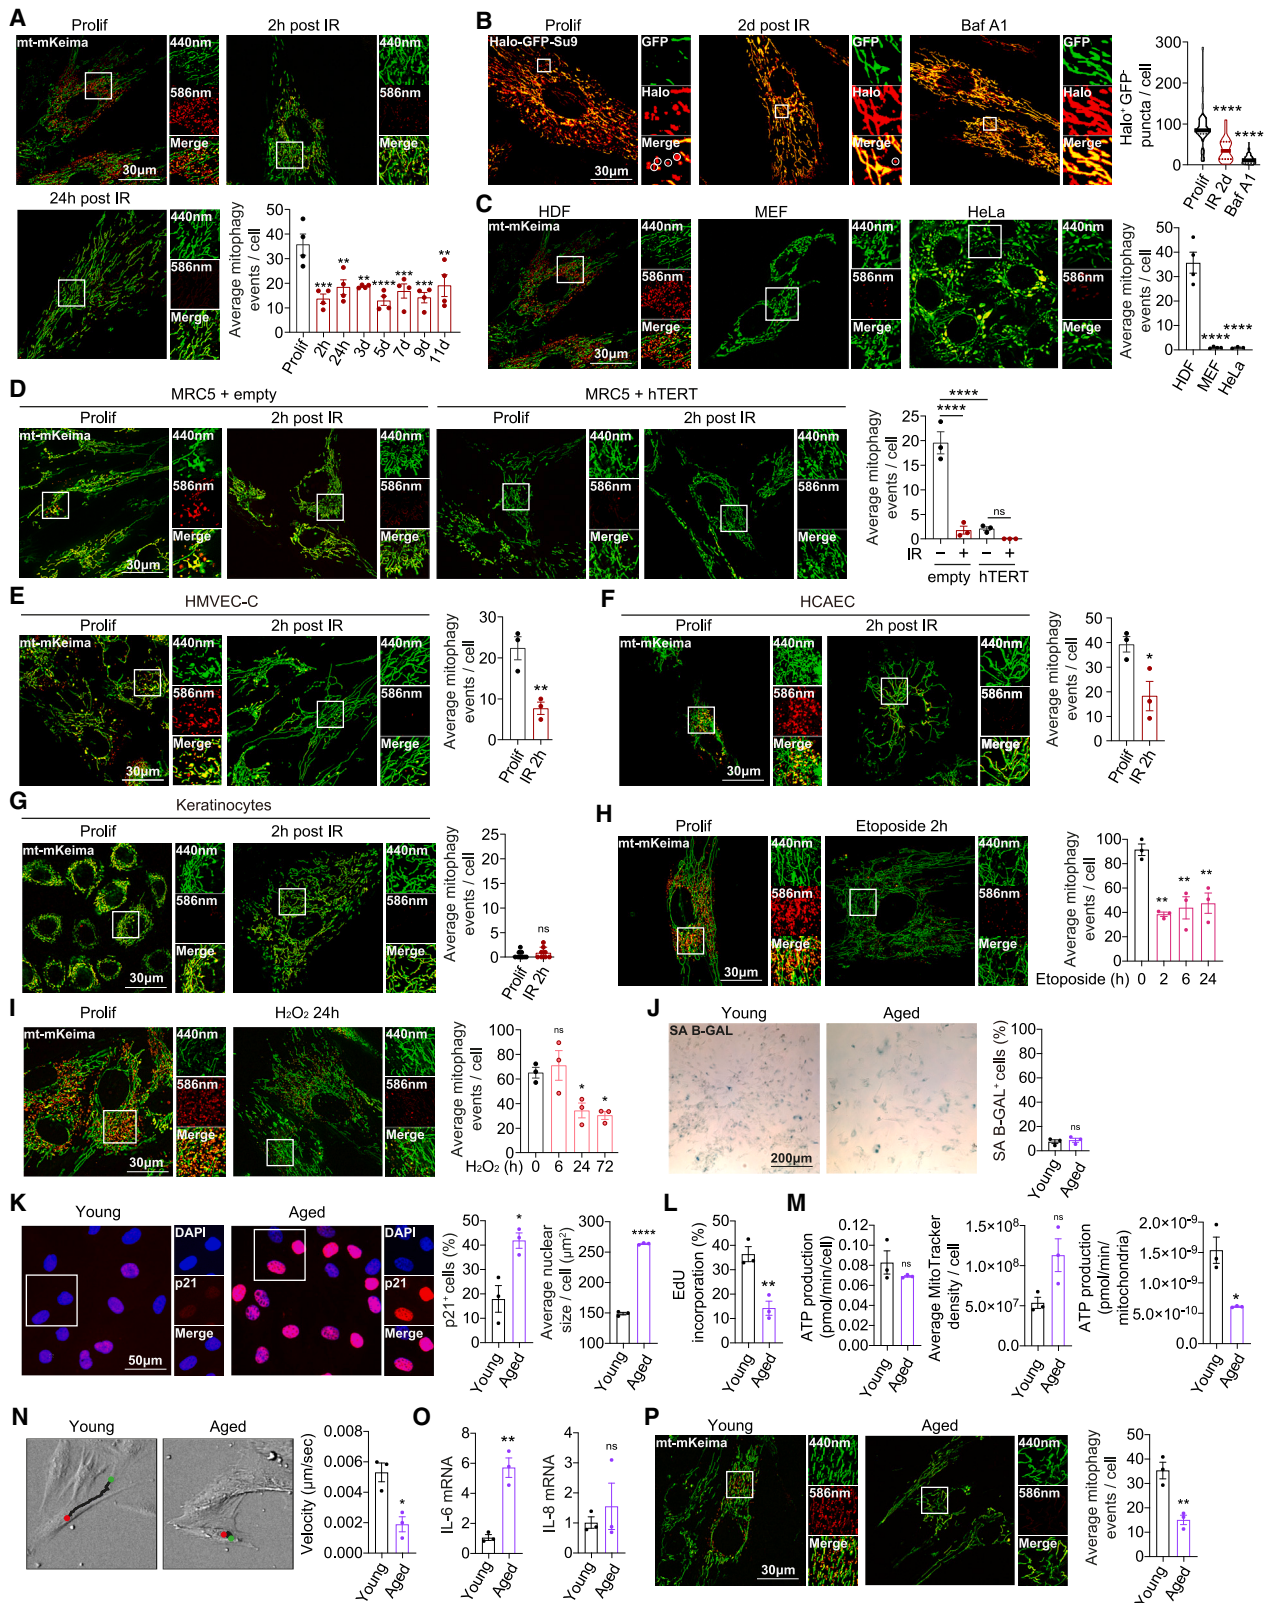 A
Prolif
2h post IR
mt-mKeima
440nm
586nm
Merge
30µm
440nm
586nm
Merge
24h post IR
440nm
586nm
Merge
Average mitophagy
events / cell
50
40
30
20
10
0
***
**
***
****
***
***
**
Prolif
2h
24h
3d
5d
7d
9d
11d
B
Prolif
2d post IR
Baf A1
Halo-GFP-Su9
GFP
Halo
Merge
30µm
GFP
Halo
Merge
GFP
Halo
Merge
Halo⁺ GFP⁻
puncta / cell
300
200
100
0
****
****
Prolif
IR 2d
Baf A1
C
HDF
MEF
HeLa
mt-mKeima
440nm
586nm
Merge
30µm
440nm
586nm
Merge
440nm
586nm
Merge
Average mitophagy
events / cell
50
40
30
20
10
0
****
****
HDF
MEF
HeLa
D
MRC5 + empty
MRC5 + hTERT
Prolif
2h post IR
Prolif
2h post IR
mt-mKeima
440nm
586nm
Merge
30µm
440nm
586nm
Merge
440nm
586nm
Merge
440nm
586nm
Merge
Average mitophagy
events / cell
25
20
15
10
5
0
****
****
ns
IR − + − +
empty hTERT
E
HMVEC-C
Prolif
2h post IR
mt-mKeima
440nm
586nm
Merge
30µm
440nm
586nm
Merge
Average mitophagy
events / cell
30
20
10
0
**
Prolif
IR 2h
F
HCAEC
Prolif
2h post IR
mt-mKeima
440nm
586nm
Merge
30µm
440nm
586nm
Merge
Average mitophagy
events / cell
50
40
30
20
10
0
*
Prolif
IR 2h
G
Keratinocytes
Prolif
2h post IR
mt-mKeima
440nm
586nm
Merge
30µm
440nm
586nm
Merge
Average mitophagy
events / cell
25
20
15
10
5
0
ns
Prolif
IR 2h
H
Prolif
Etoposide 2h
mt-mKeima
440nm
586nm
Merge
30µm
440nm
586nm
Merge
Average mitophagy
events / cell
100
80
60
40
20
0
**
**
**
Etoposide (h) 0 2 6 24
I
Prolif
H₂O₂ 24h
mt-mKeima
440nm
586nm
Merge
30µm
440nm
586nm
Merge
Average mitophagy
events / cell
100
80
60
40
20
0
ns
*
*
H₂O₂ (h) 0 6 24 72
J
Young
Aged
SA B-GAL
200µm
SA B-GAL⁺ cells (%)
100
80
60
40
20
0
ns
Young
Aged
K
Young
Aged
DAPI
p21
Merge
50µm
DAPI
p21
Merge
p21⁺ cells (%)
50
40
30
20
10
0
*
Young
Aged
Average nuclear
size / cell (µm²)
300
250
200
150
100
****
Young
Aged
L
EdU
incorporation (%)
50
40
30
20
10
0
**
Young
Aged
M
ATP production
(pmol/min/cell)
0.12
0.10
0.08
0.06
0.04
0.02
0.00
ns
Young
Aged
Average MitoTracker
density / cell
1.5×10⁸
1.0×10⁸
5.0×10⁷
0.0
ns
Young
Aged
ATP production
(pmol/min/
mitochondria)
2.0×10⁻⁹
1.5×10⁻⁹
1.0×10⁻⁹
5.0×10⁻¹⁰
0.0
*
Young
Aged
N
Young
Aged
Velocity (µm/sec)
0.008
0.006
0.004
0.002
0.000
*
Young
Aged
O
IL-6 mRNA
8
6
4
2
0
**
Young
Aged
IL-8 mRNA
4
3
2
1
0
ns
Young
Aged
P
Young
Aged
mt-mKeima
440nm
586nm
Merge
30µm
440nm
586nm
Merge
Average mitophagy
events / cell
50
40
30
20
10
0
**
Young
Aged